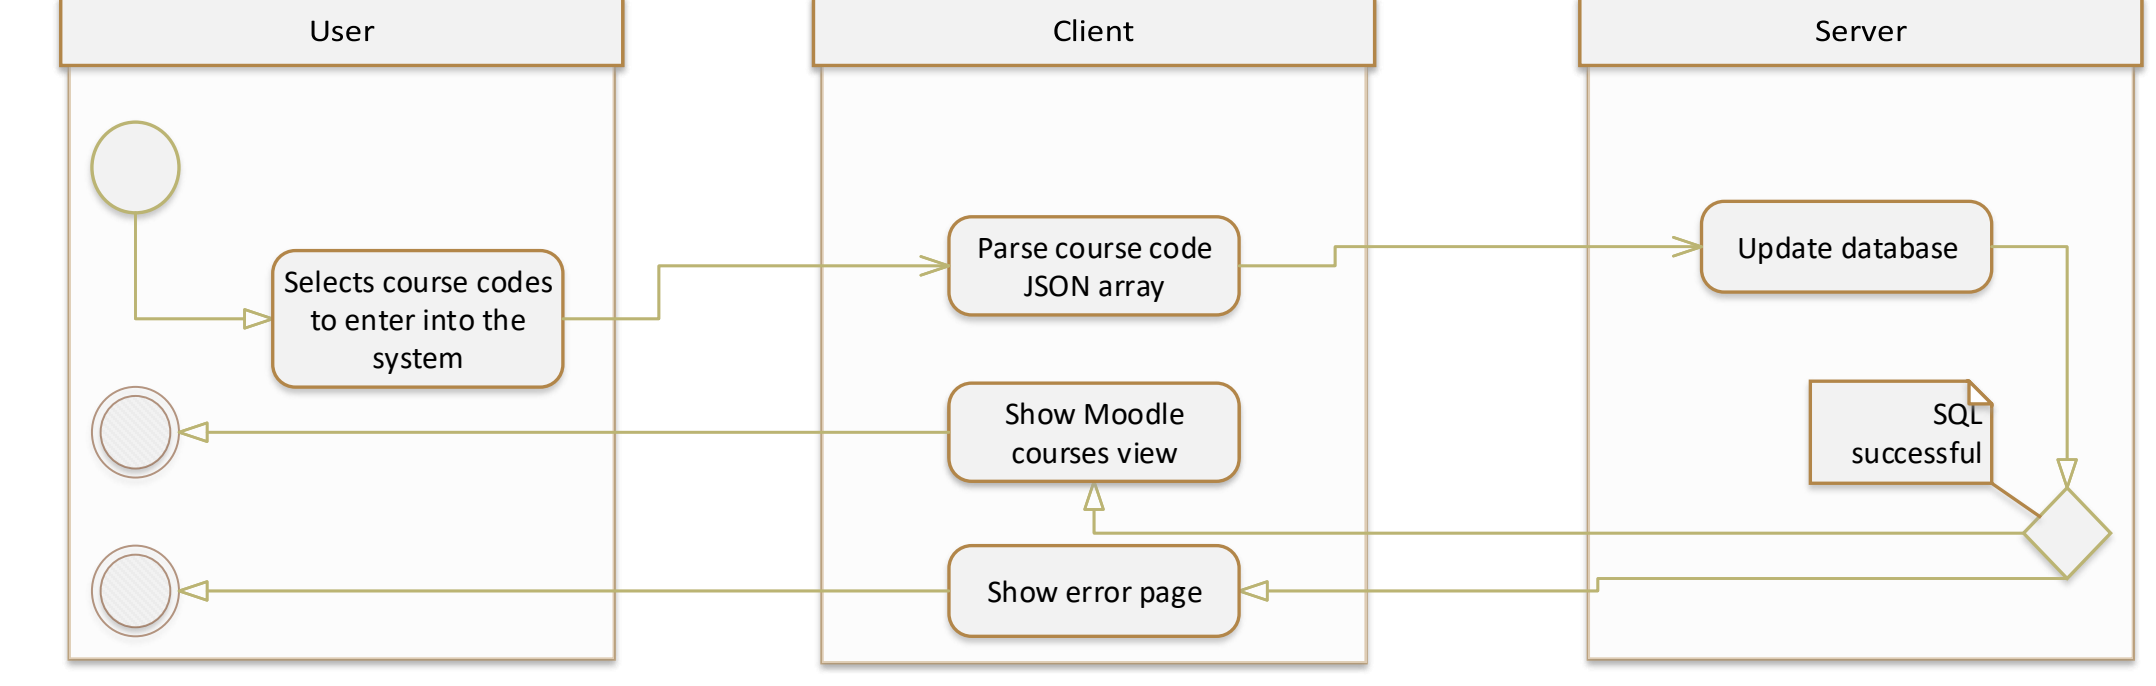 User
Client
Server
Selects course codes
to enter into the
system
Parse course code
JSON array
Update database
Show Moodle
courses view
SQL
successful
Show error page